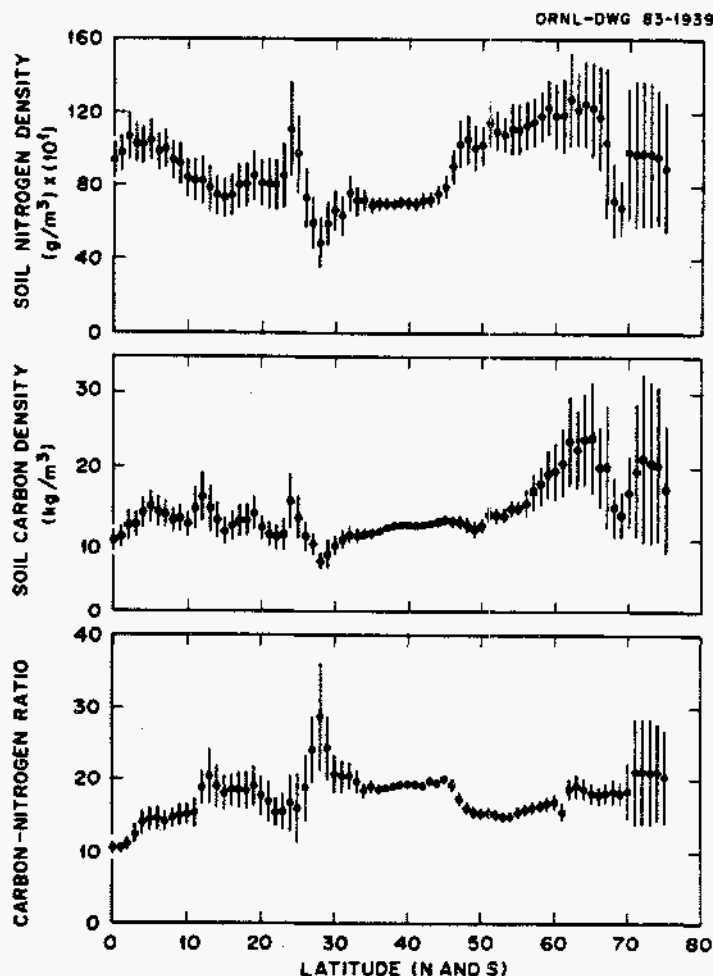 ORNL-DWG 83-1939
SOIL NITROGEN DENSITY
(g/m³) x (10¹)
160
120
80
40
0
SOIL CARBON DENSITY
(kg/m³)
30
20
10
0
CARBON-NITROGEN RATIO
40
30
20
10
0
0 10 20 30 40 50 60 70 80
LATITUDE (N AND S)